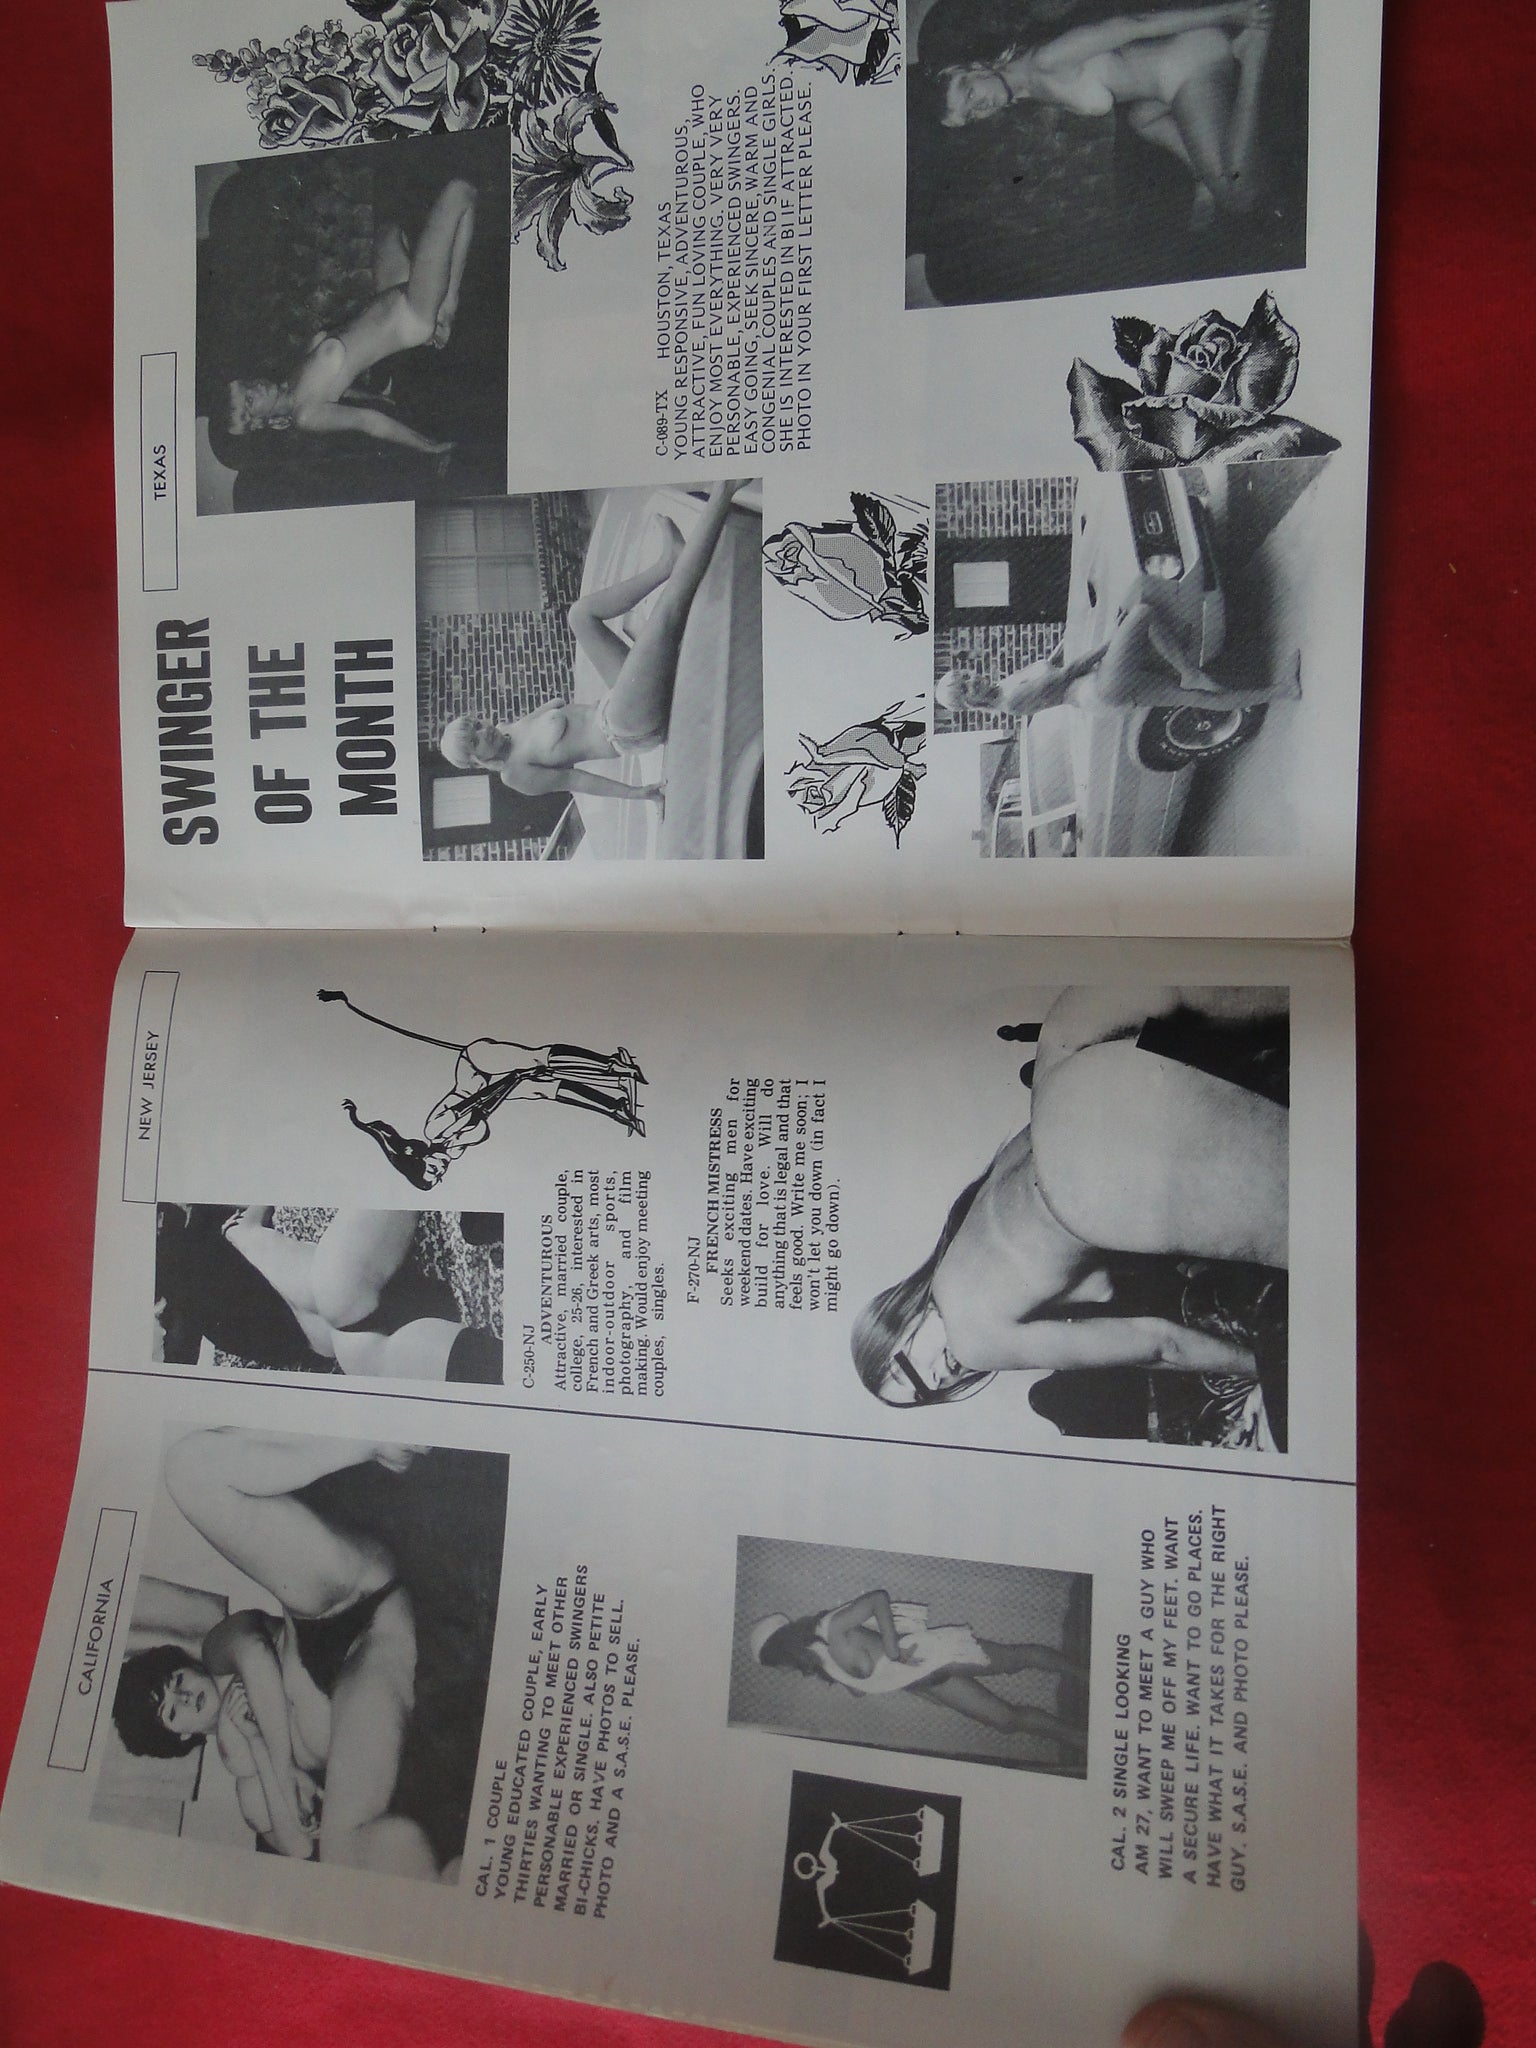 CALIFORNIA
CAL. 1 COUPLE
YOUNG EDUCATED COUPLE, EARLY
THIRTIES WANTING TO MEET OTHER
PERSONABLE EXPERIENCED SWINGERS
MARRIED OR SINGLE. ALSO PETITE
BI-CHICKS. HAVE PHOTOS TO SELL.
PHOTO AND A S.A.S.E. PLEASE.
CAL. 2 SINGLE LOOKING
AM 27, WANT TO MEET A GUY WHO
WILL SWEEP ME OFF MY FEET. WANT
A SECURE LIFE. WANT TO GO PLACES.
HAVE WHAT IT TAKES FOR THE RIGHT
GUY. S.A.S.E. AND PHOTO PLEASE.
NEW JERSEY
C-250-NJ
ADVENTUROUS
Attractive, married couple,
college, 25-26, interested in
French and Greek arts, most
indoor-outdoor sports,
photography, and film
making. Would enjoy meeting
couples, singles.
F-270-NJ
FRENCH MISTRESS
Seeks exciting men for
weekend dates. Have exciting
build for love. Will do
anything that is legal and that
feels good. Write me soon; I
won't let you down (in fact I
might go down).
SWINGER
OF THE
MONTH
TEXAS
C-089-TX HOUSTON, TEXAS
YOUNG RESPONSIVE, ADVENTUROUS,
ATTRACTIVE, FUN LOVING COUPLE, WHO
ENJOY MOST EVERYTHING. VERY VERY
PERSONABLE, EXPERIENCED SWINGERS.
EASY GOING, SEEK SINCERE, WARM AND
CONGENIAL COUPLES AND SINGLE GIRLS.
SHE IS INTERESTED IN BI IF ATTRACTED.
PHOTO IN YOUR FIRST LETTER PLEASE.